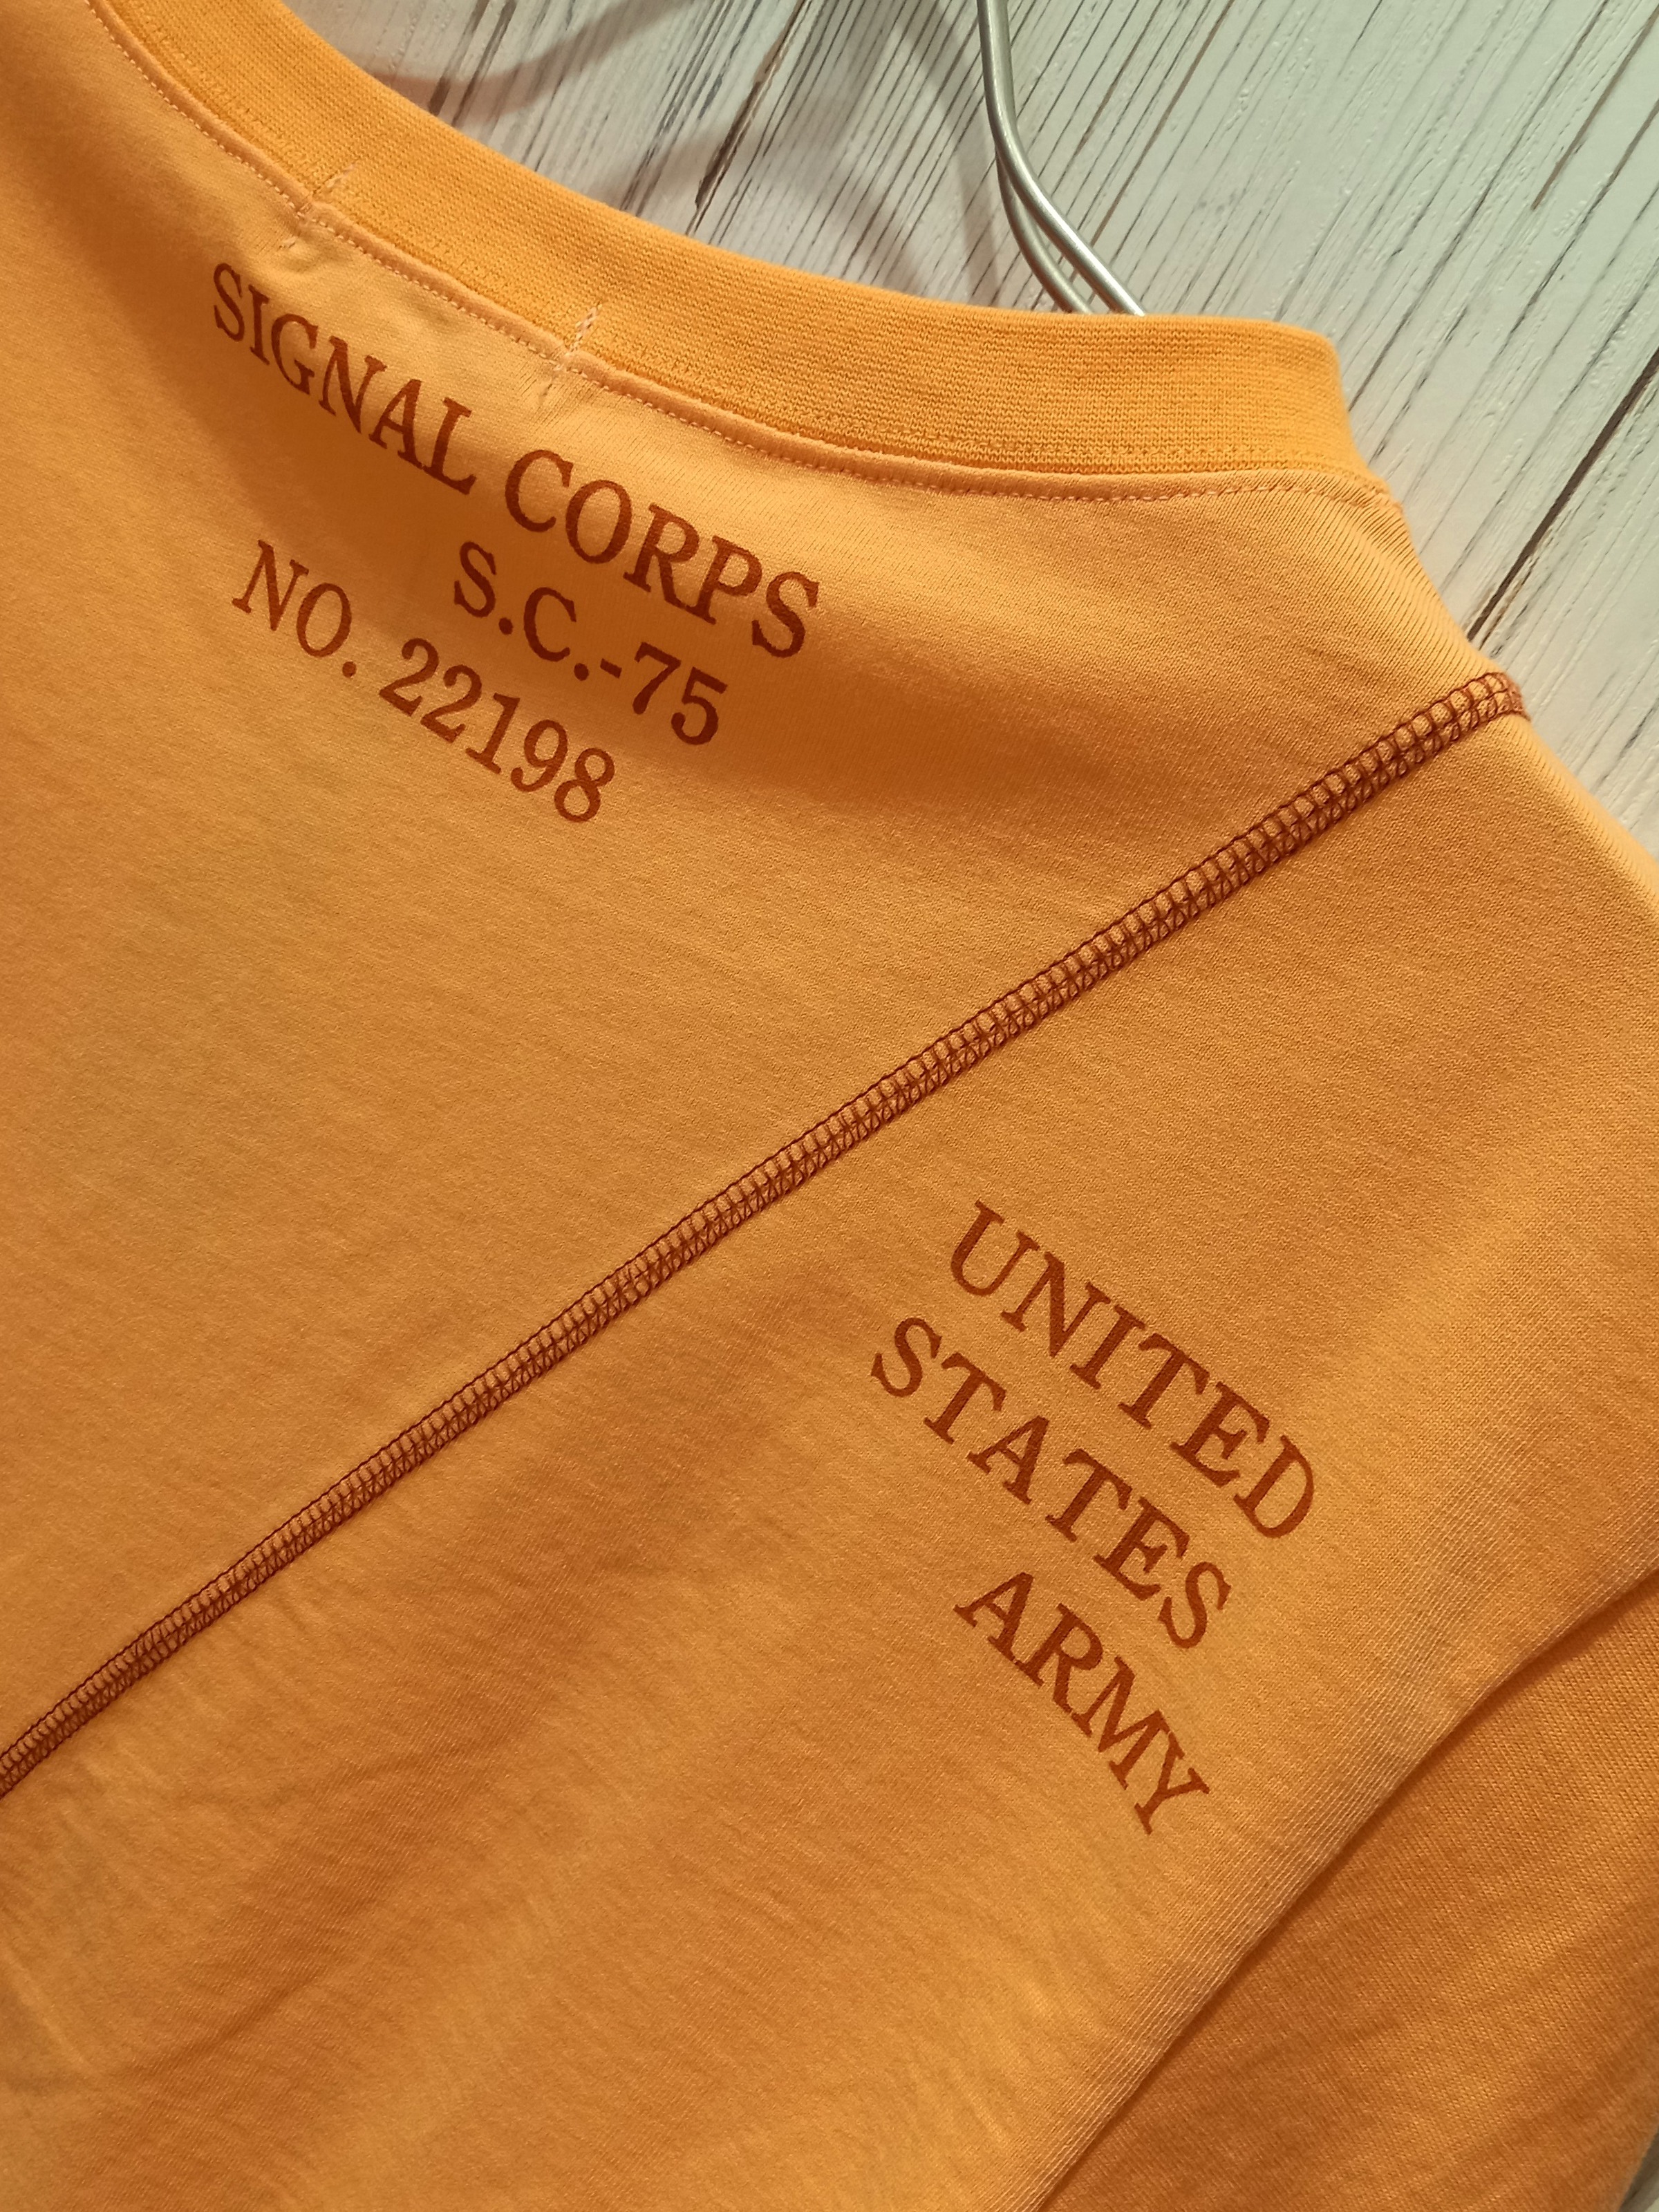 SIGNAL CORPS
S.C.-75
NO. 22198
UNITED
STATES
ARMY